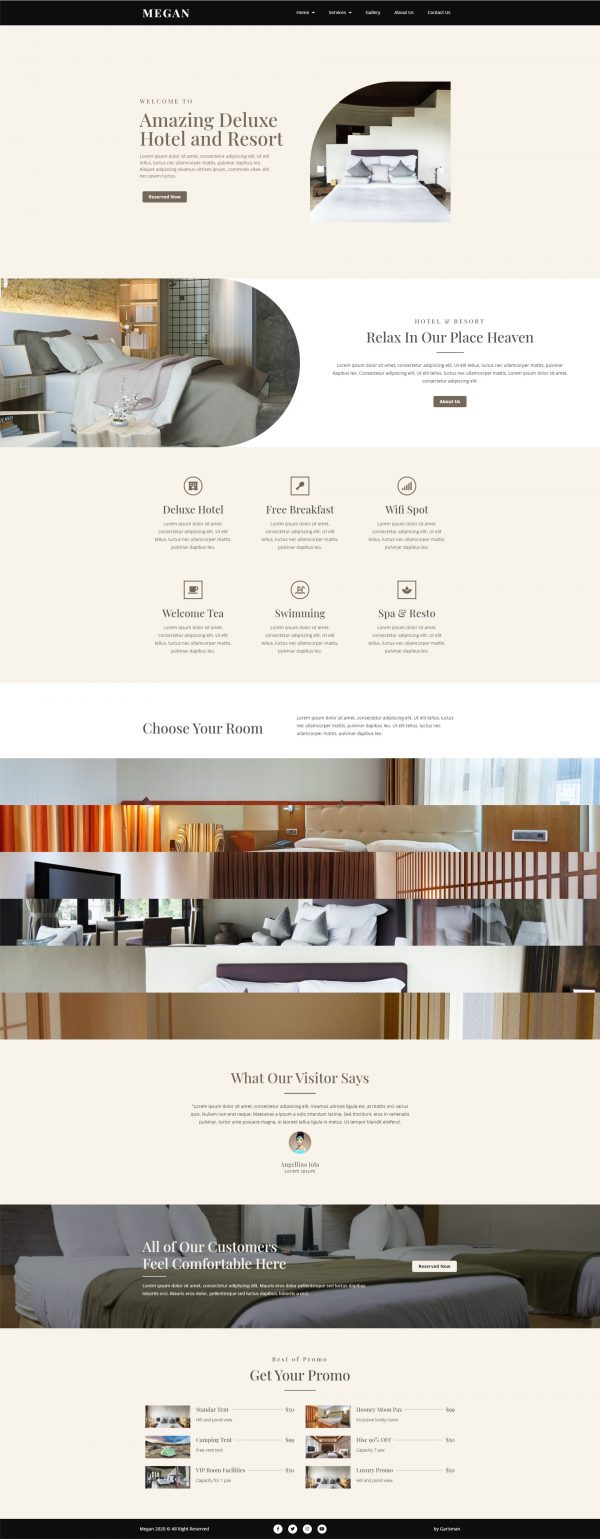 MEGAN
Home Services Gallery About Us Contact Us
WELCOME TO
Amazing Deluxe
Hotel and Resort
Lorem ipsum dolor sit amet, consectetur adipiscing elit. Ut elit
tellus, luctus nec ullamcorper mattis, pulvinar dapibus leo.
Aliquet adipiscing vivamus ultrices ipsum, commodo vitae, elit
nec ipsam luctus.
Reserved Now
HOTEL & RESORT
Relax In Our Place Heaven
Lorem ipsum dolor sit amet, consectetur adipiscing elit. Ut elit tellus, luctus nec ullamcorper mattis, pulvinar
dapibus leo. Consectetur adipiscing elit. Ut elit tellus, luctus nec ullamcorper mattis. Lorem ipsum dolor sit amet,
consectetur adipiscing elit.
About Us
Deluxe Hotel
Lorem ipsum dolor sit amet,
consectetur adipiscing elit. Ut elit
tellus, luctus nec ullamcorper mattis,
pulvinar dapibus leo.
Free Breakfast
Lorem ipsum dolor sit amet,
consectetur adipiscing elit. Ut elit
tellus, luctus nec ullamcorper mattis,
pulvinar dapibus leo.
Wifi Spot
Lorem ipsum dolor sit amet,
consectetur adipiscing elit. Ut elit
tellus, luctus nec ullamcorper mattis,
pulvinar dapibus leo.
Welcome Tea
Lorem ipsum dolor sit amet,
consectetur adipiscing elit. Ut elit
tellus, luctus nec ullamcorper mattis,
pulvinar dapibus leo.
Swimming
Lorem ipsum dolor sit amet,
consectetur adipiscing elit. Ut elit
tellus, luctus nec ullamcorper mattis,
pulvinar dapibus leo.
Spa & Resto
Lorem ipsum dolor sit amet,
consectetur adipiscing elit. Ut elit
tellus, luctus nec ullamcorper mattis,
pulvinar dapibus leo.
Choose Your Room
Lorem ipsum dolor sit amet, consectetur adipiscing elit. Ut elit tellus, luctus
nec ullamcorper mattis, pulvinar dapibus leo. Ut elit tellus, luctus nec
ullamcorper mattis, pulvinar dapibus leo.
What Our Visitor Says
"Lorem ipsum dolor sit amet, consectetur adipiscing elit. Vivamus ultrices ligula est, at mattis orci varius
quis. Nullam non erat neque. Maecenas a ipsum a odio interdum lacinia. Sed tincidunt, eros in venenatis
pulvinar, tortor ante posuere magna, in laoreet tellus ligula in metus. Ut tempor blandit eleifend.
Angellina Jola
Lorem Ipsum
All of Our Customers
Feel Comfortable Here
Lorem ipsum dolor sit amet, consectetur adipiscing elit. Mauris eros dolor pellentesque sed luctus dapibus
lobortis orci. Mauris eros dolor, pellentesque sed luctus dapibus, lobortis a orci.
Reserved Now
Best of Promo
Get Your Promo
Standar Tent $50
Hill and pond view
Hooney Moon Pax $99
Exclusive lovely room
Camping Tent $99
Free rent tent
Disc 90% OFF $50
Capacity 7 pax
VIP Room Facilities $50
Capacity for 1 pax
Luxury Promo $50
Hill and pond view
Megan 2020 © All Right Reserved
by Garisman